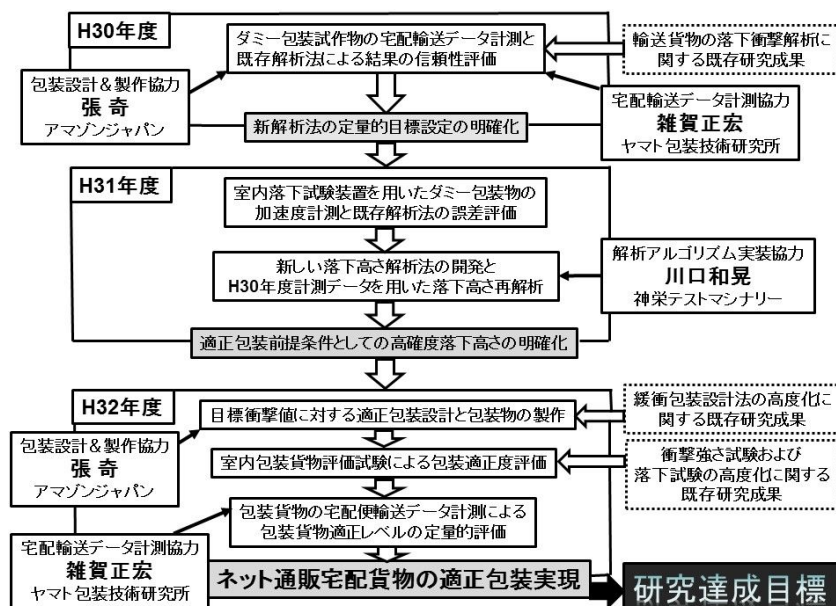 H30年度
ダミー包装試作物の宅配輸送データ計測と
既存解析法による結果の信頼性評価
輸送貨物の落下衝撃解析に
関する既存研究成果
包装設計&製作協力
張 奇
アマゾンジャパン
宅配輸送データ計測協力
雑賀正宏
ヤマト包装技術研究所
新解析法の定量的目標設定の明確化
H31年度
室内落下試験装置を用いたダミー包装物の
加速度計測と既存解析法の誤差評価
新しい落下高さ解析法の開発と
H30年度計測データを用いた落下高さ再解析
解析アルゴリズム実装協力
川口和晃
神栄テストマシナリー
適正包装前提条件としての高確度落下高さの明確化
H32年度
目標衝撃値に対する適正包装設計と包装物の製作
緩衝包装設計法の高度化に
関する既存研究成果
包装設計&製作協力
張 奇
アマゾンジャパン
室内包装貨物評価試験による包装適正度評価
衝撃強さ試験および
落下試験の高度化に関する
既存研究成果
包装貨物の宅配便輸送データ計測による
包装貨物適正レベルの定量的評価
宅配輸送データ計測協力
雑賀正宏
ヤマト包装技術研究所
ネット通販宅配貨物の適正包装実現
研究達成目標